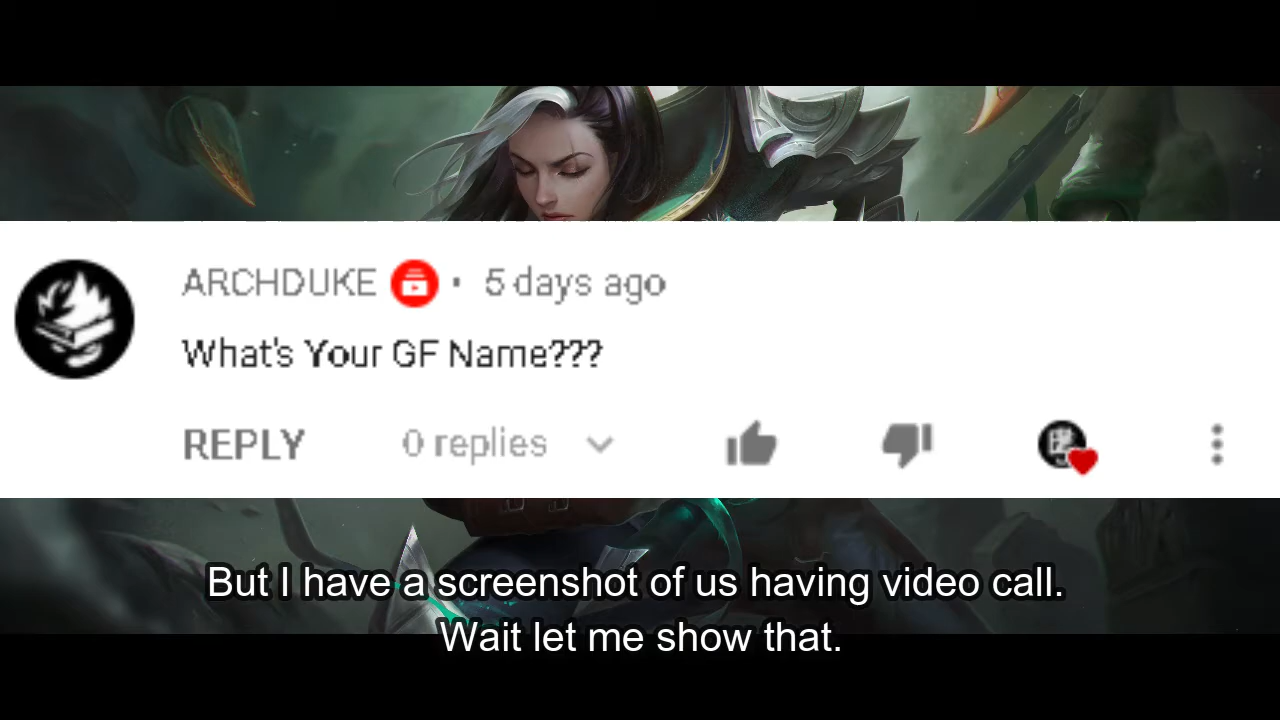 ARCHDUKE • 5 days ago
What's Your GF Name???
REPLY 0 replies
But I have a screenshot of us having video call.
Wait let me show that.